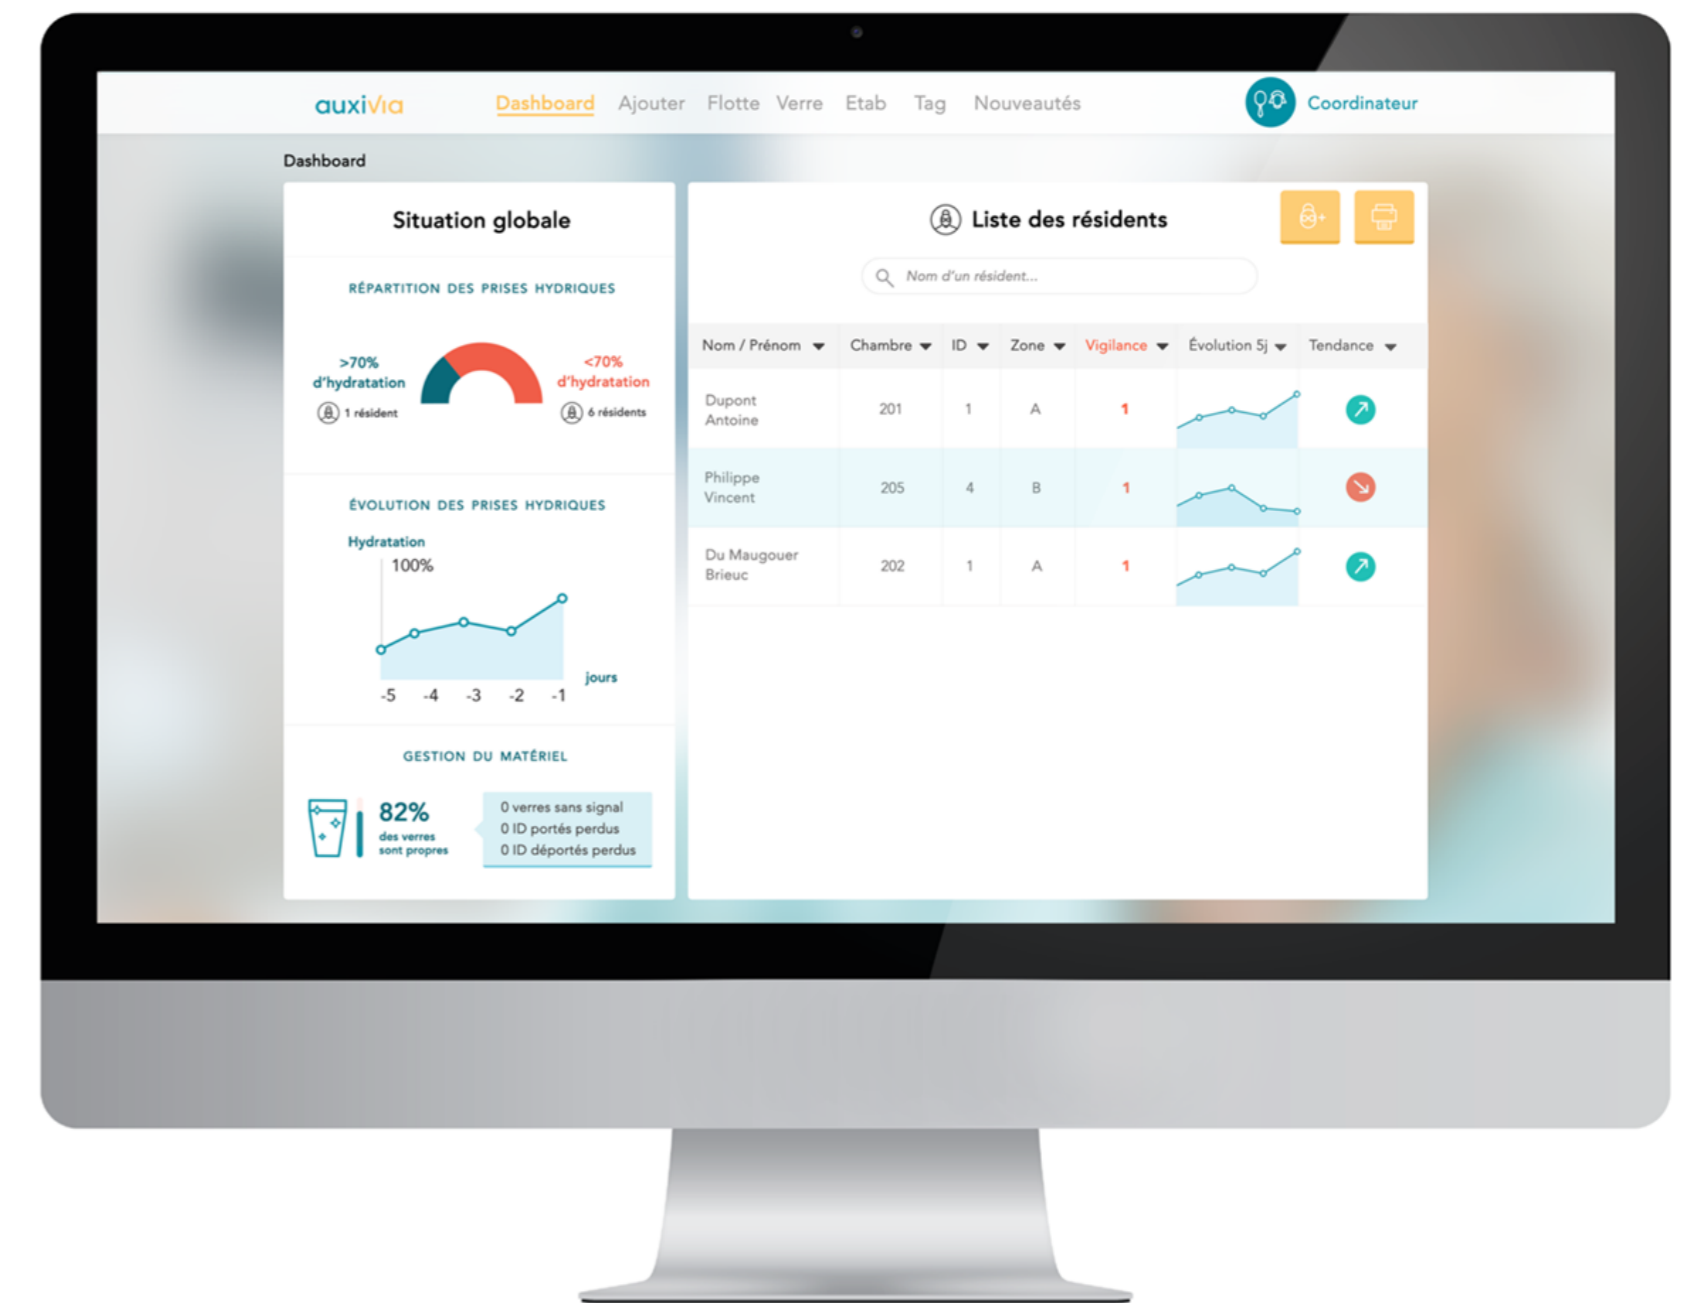 auxivia
Dashboard Ajouter Flotte Verre Etab Tag Nouveautés
Coordinateur
Dashboard
Situation globale
RÉPARTITION DES PRISES HYDRIQUES
>70%
d'hydratation
1 résident
<70%
d'hydratation
6 résidents
ÉVOLUTION DES PRISES HYDRIQUES
Hydratation
100%
-5 -4 -3 -2 -1
jours
GESTION DU MATÉRIEL
82%
des verres
sont propres
0 verres sans signal
0 ID portés perdus
0 ID déportés perdus
Liste des résidents
Nom d'un résident...
Nom / Prénom Chambre ID Zone Vigilance Évolution 5j Tendance
Dupont
Antoine
201 1 A 1
Philippe
Vincent
205 4 B 1
Du Maugouer
Brieuc
202 1 A 1